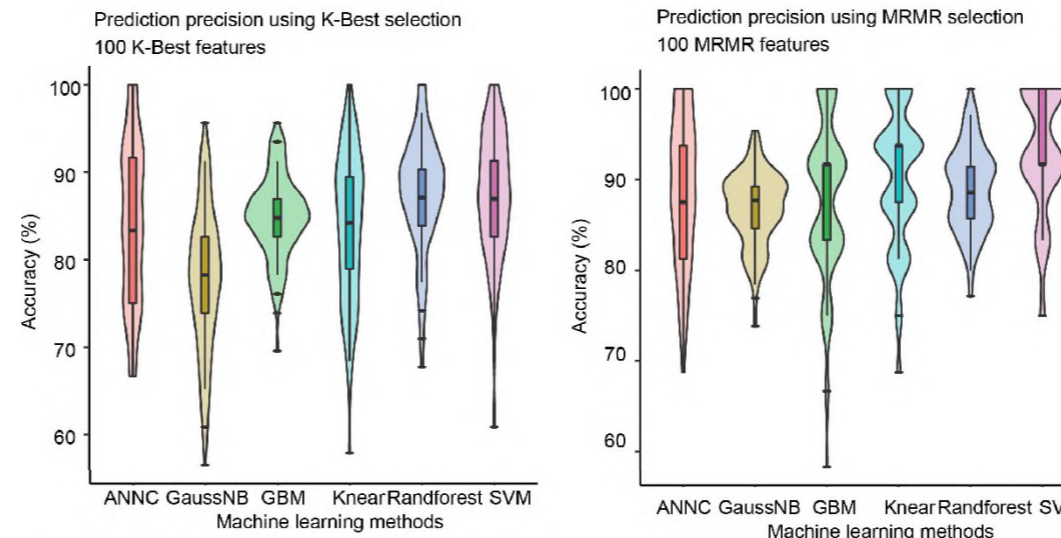 Prediction precision using K-Best selection
100 K-Best features
Accuracy (%)
100
90
80
70
60
ANNC GaussNB GBM Knear Randforest SVM
Machine learning methods
Prediction precision using MRMR selection
100 MRMR features
Accuracy (%)
100
90
80
70
60
ANNC GaussNB GBM Knear Randforest SV
Machine learning methods